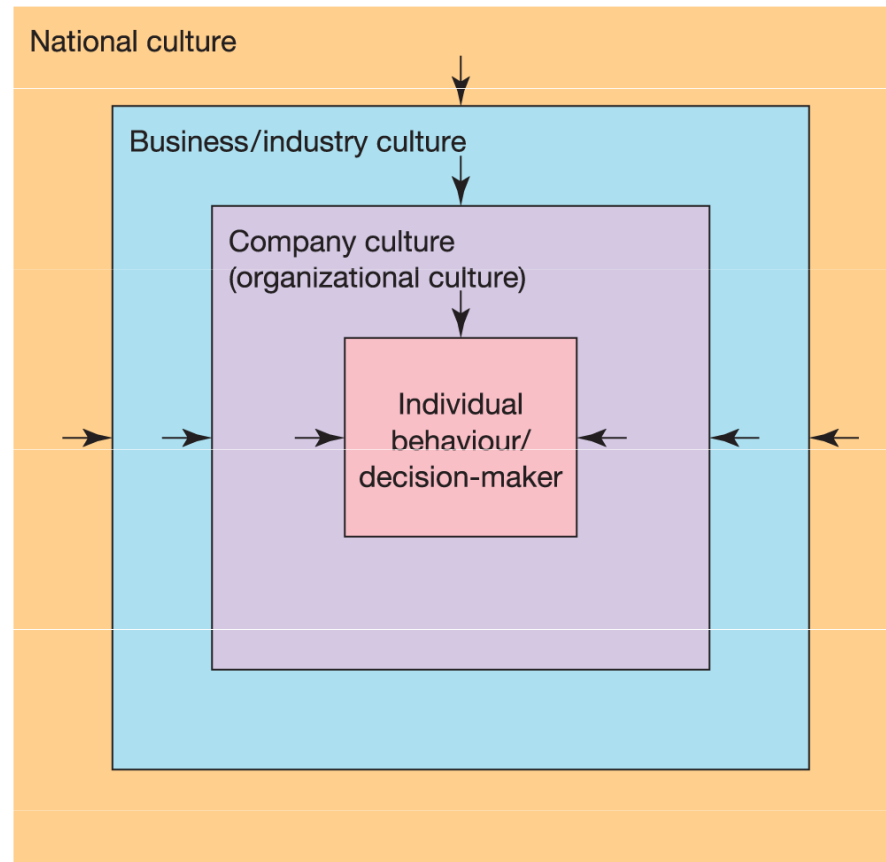 National culture
Business/industry culture
Company culture
(organizational culture)
Individual
behaviour/
decision-maker